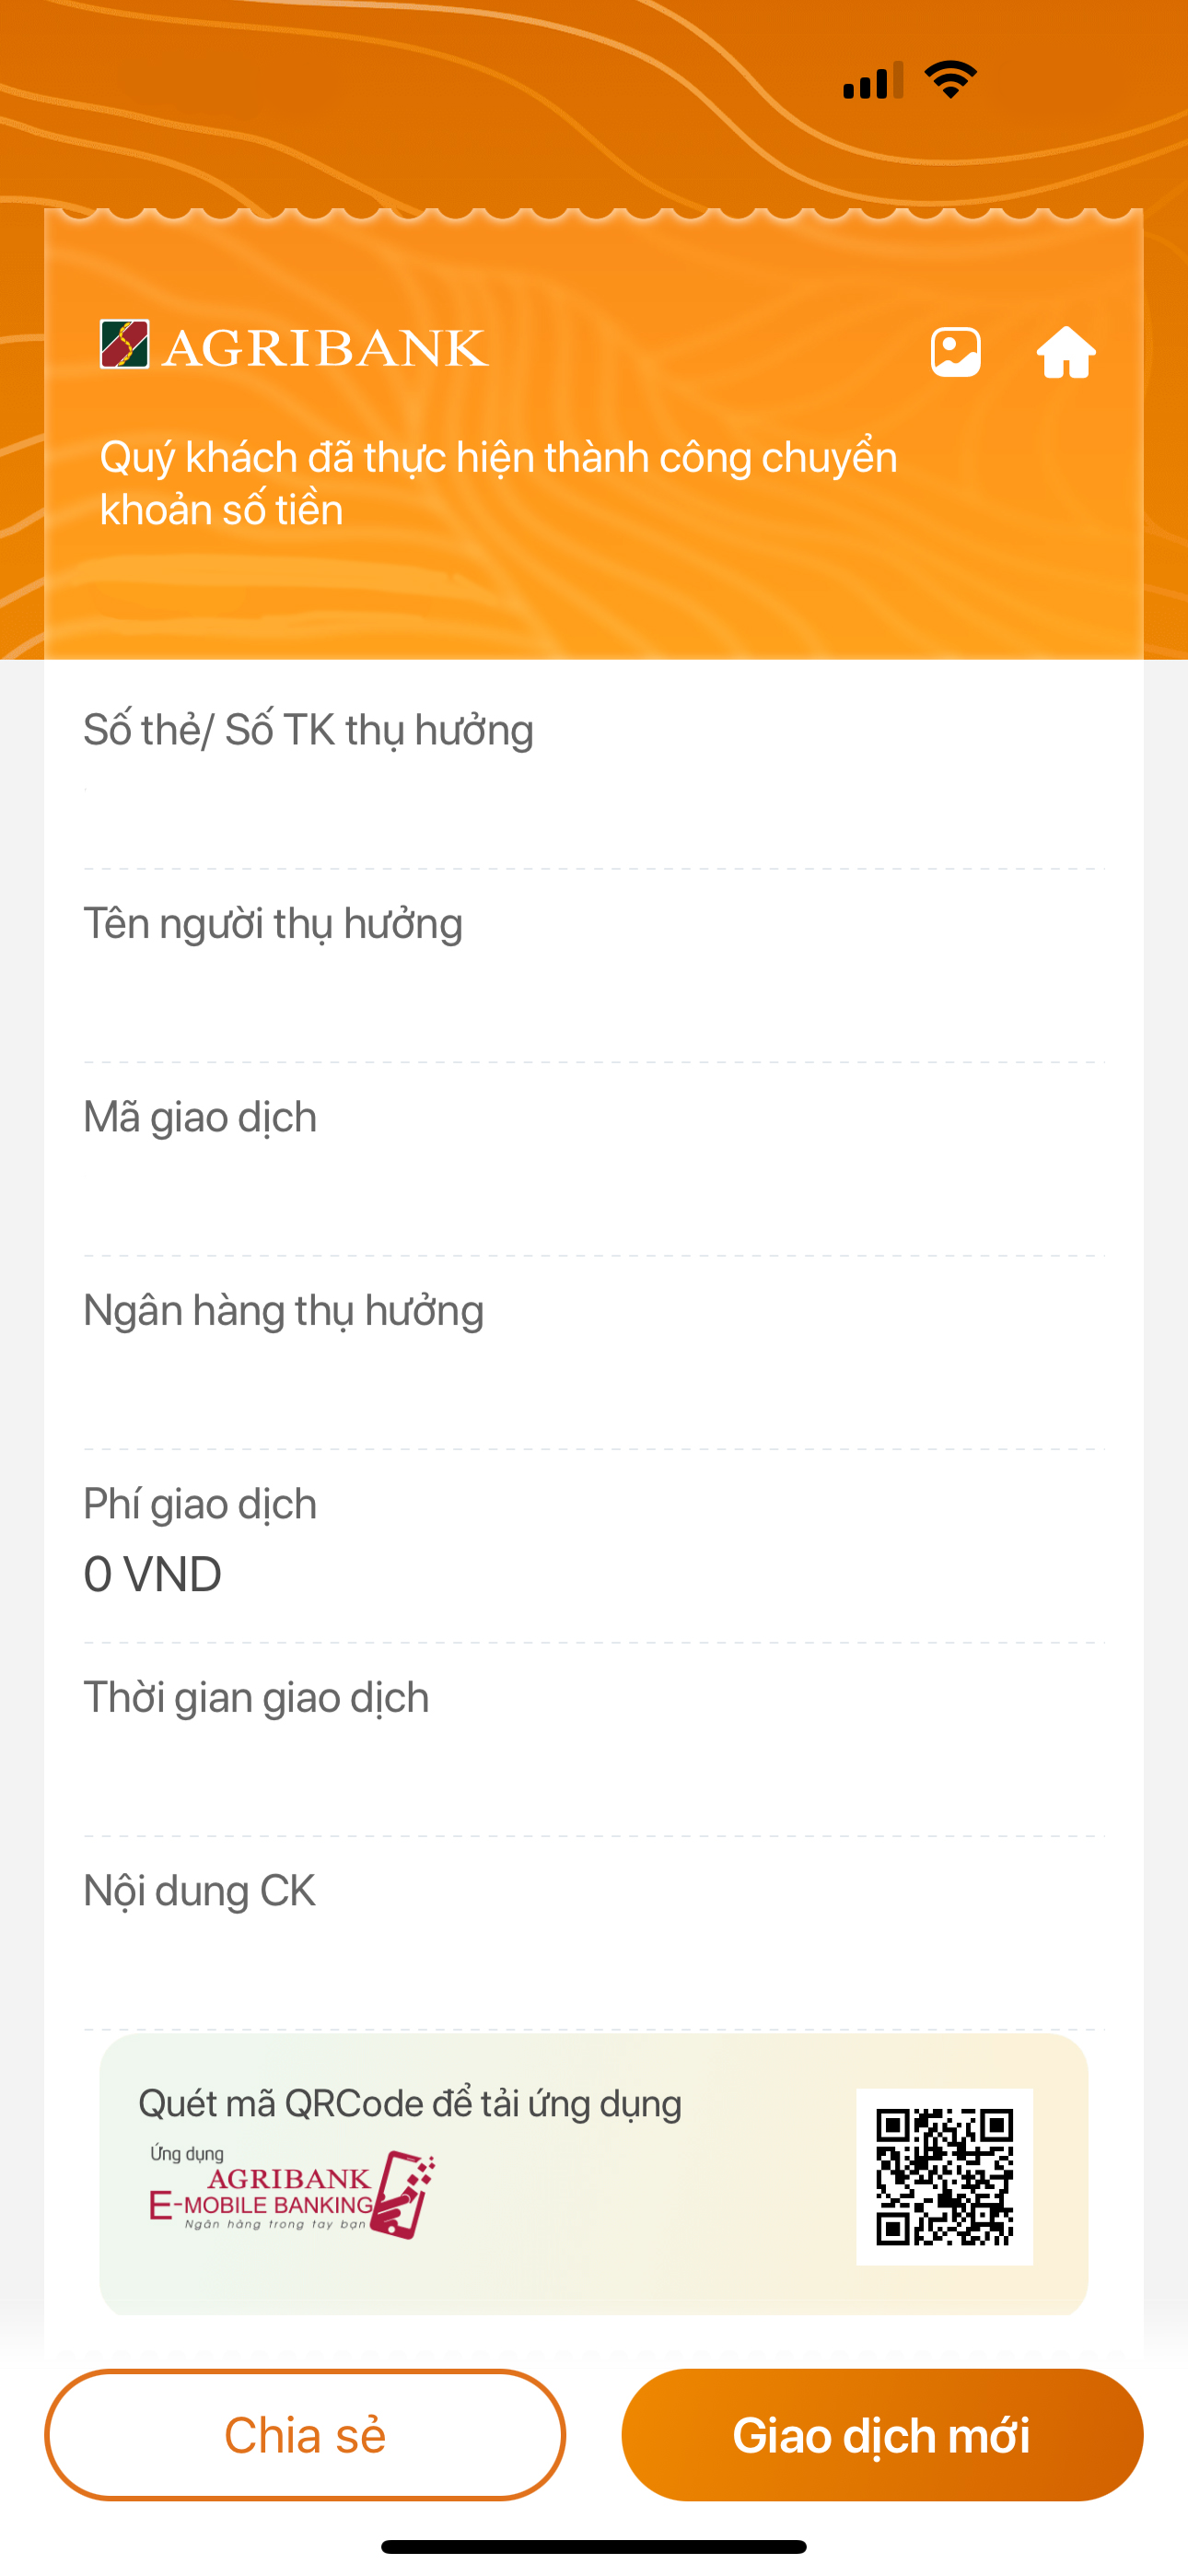 AGRIBANK
Quý khách đã thực hiện thành công chuyển
khoản số tiền
Số thẻ/ Số TK thụ hưởng
Tên người thụ hưởng
Mã giao dịch
Ngân hàng thụ hưởng
Phí giao dịch
0 VND
Thời gian giao dịch
Nội dung CK
Quét mã QRCode để tải ứng dụng
Ứng dụng
AGRIBANK
E-MOBILE BANKING
Ngân hàng trong tay bạn
Chia sẻ
Giao dịch mới